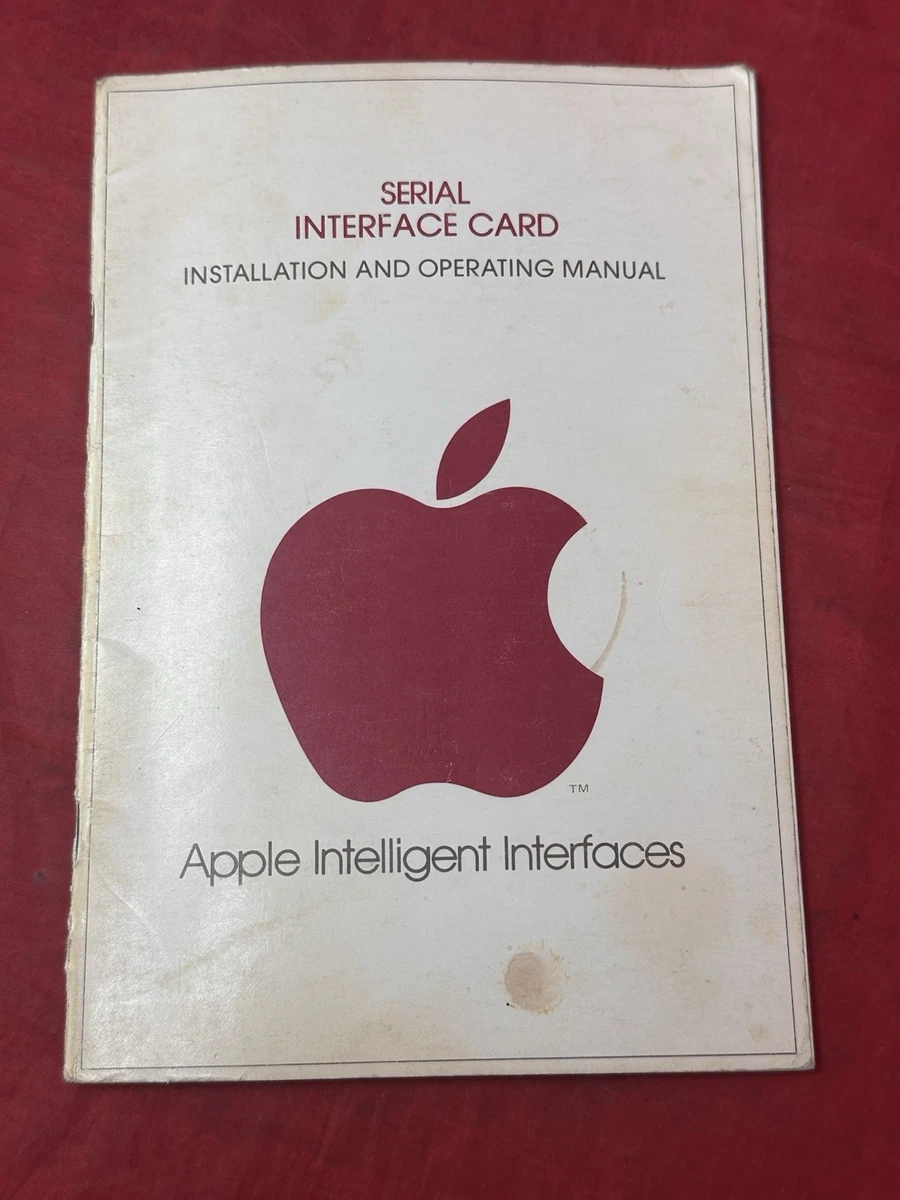 SERIAL
INTERFACE CARD
INSTALLATION AND OPERATING MANUAL
TM
Apple Intelligent Interfaces